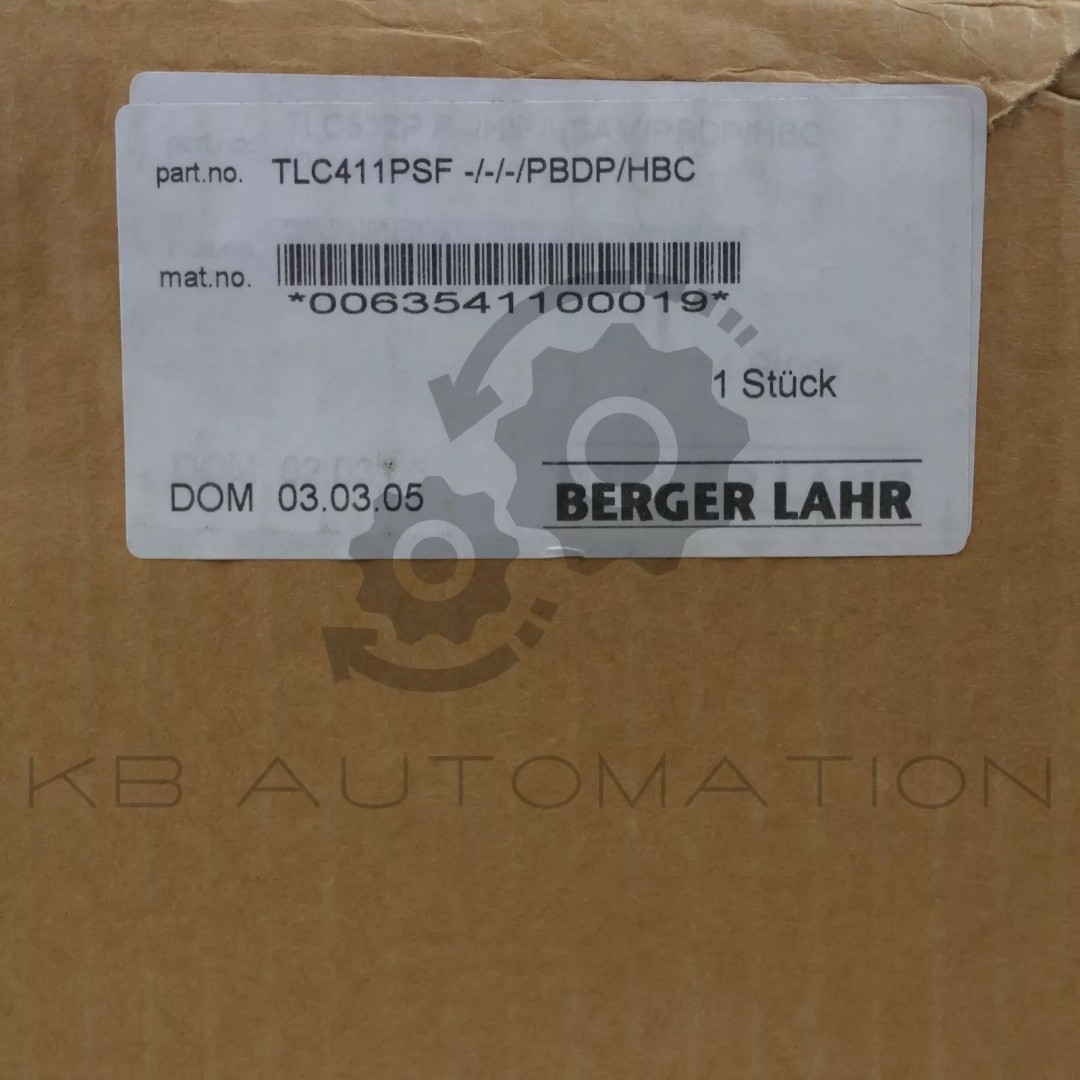 part.no. TLC411PSF -/-/-/PBDP/HBC
mat.no.
*0063541100019*
1 Stück
DOM 03.03.05
BERGER LAHR
KB AUTOMATION